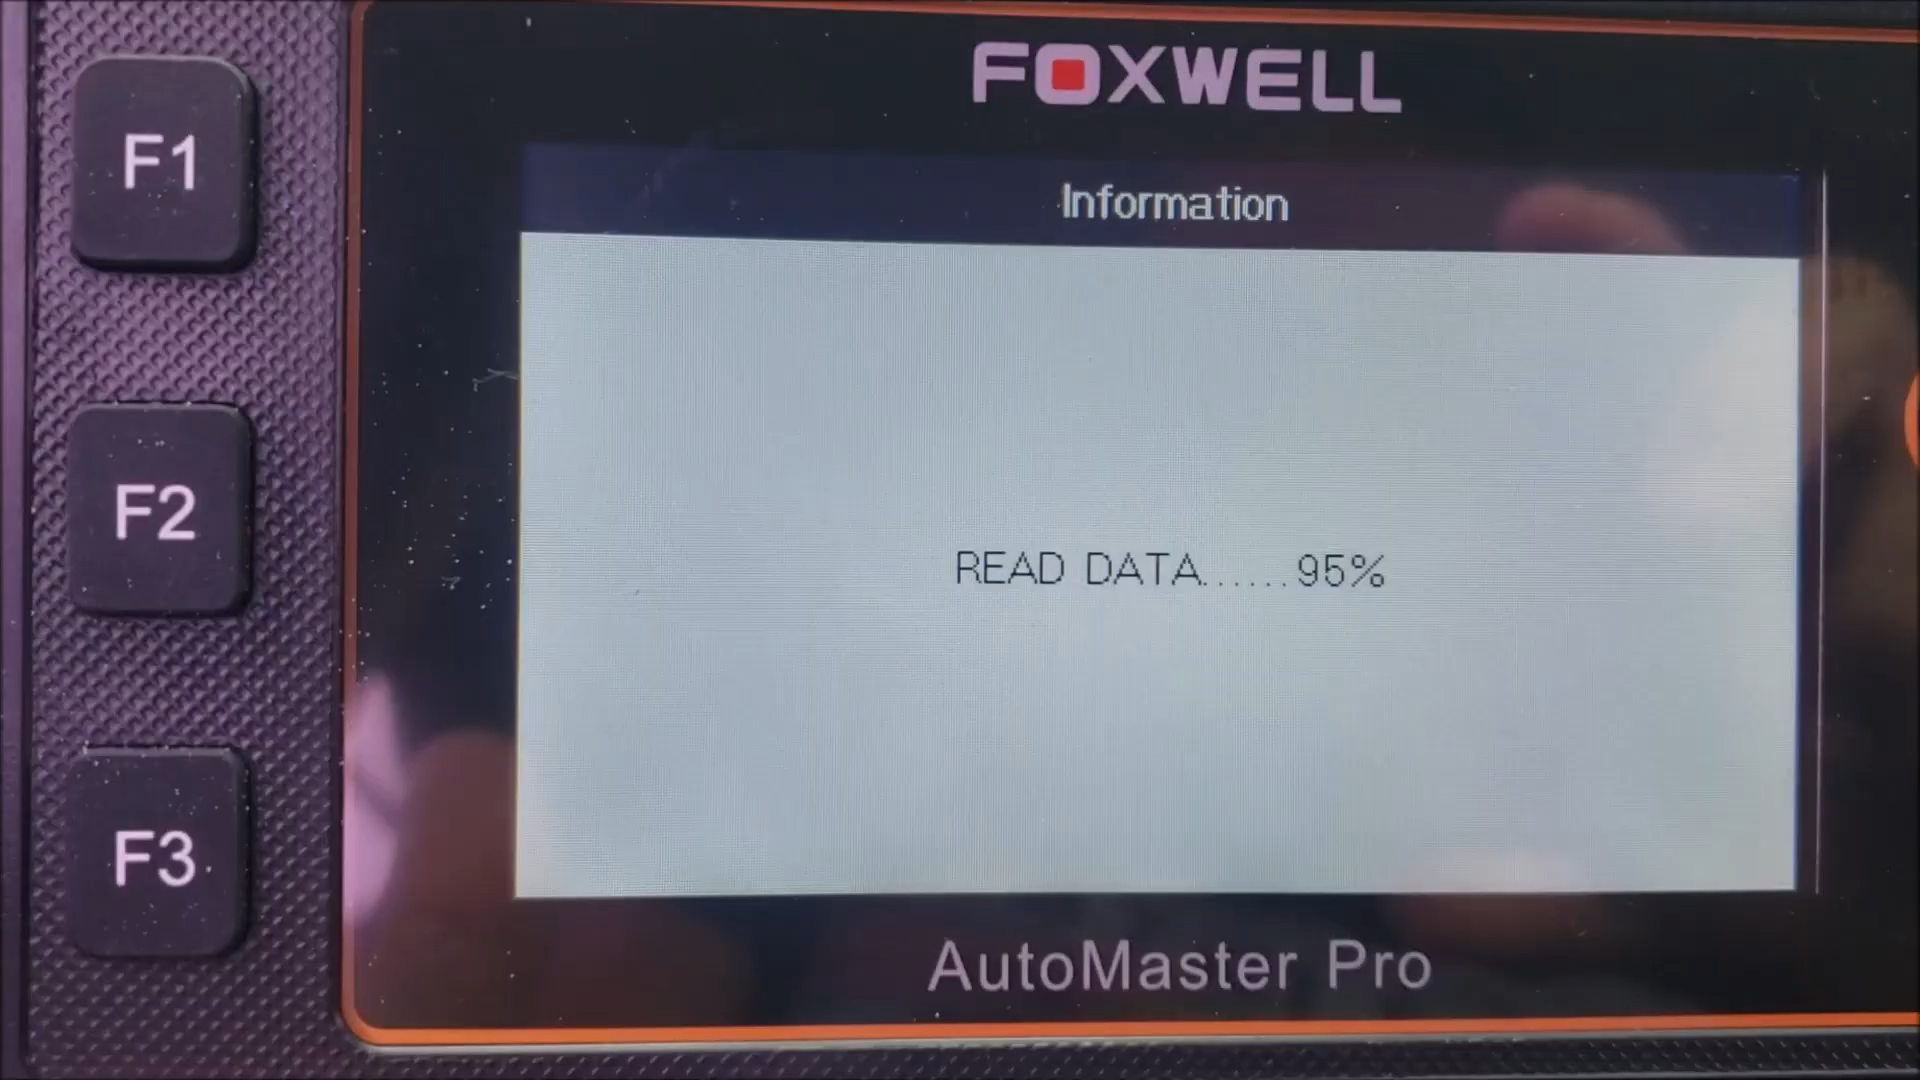 FOXWELL
F1
Information
F2
READ DATA......95%
F3
AutoMaster Pro